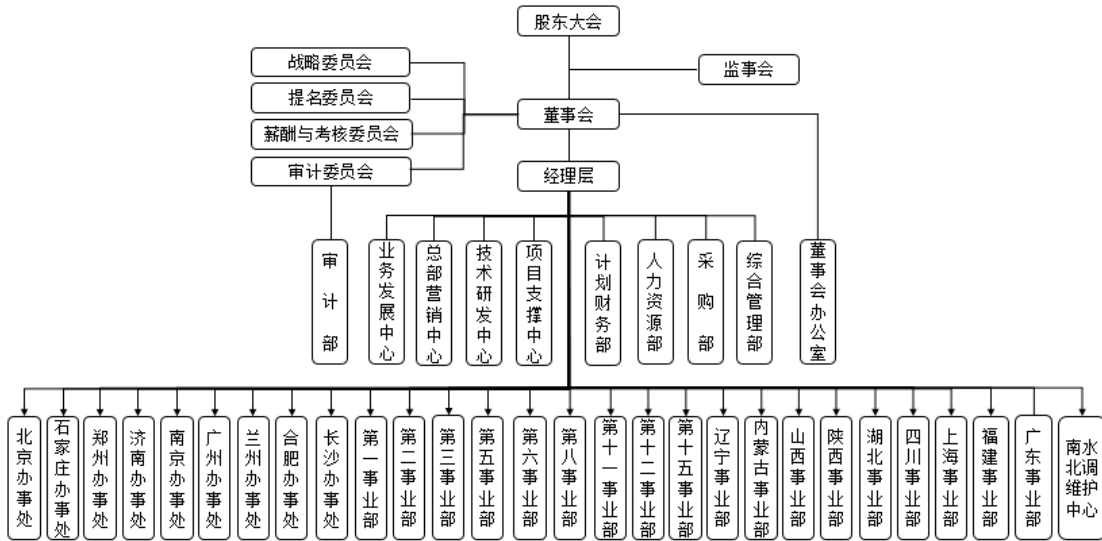 股东大会
战略委员会
监事会
提名委员会
董事会
薪酬与考核委员会
审计委员会
经理层
审计部
业务发展中心
总部营销中心
技术研发中心
项目支撑中心
计划财务部
人力资源部
采购部
综合管理部
董事会办公室
北京办事处
石家庄办事处
郑州办事处
济南办事处
南京办事处
广州办事处
兰州办事处
合肥办事处
长沙办事处
第一事业部
第二事业部
第三事业部
第五事业部
第六事业部
第八事业部
第十一事业部
第十二事业部
第十五事业部
辽宁事业部
内蒙古事业部
山西事业部
陕西事业部
湖北事业部
四川事业部
上海事业部
福建事业部
广东事业部
南水
北调
维护
中心